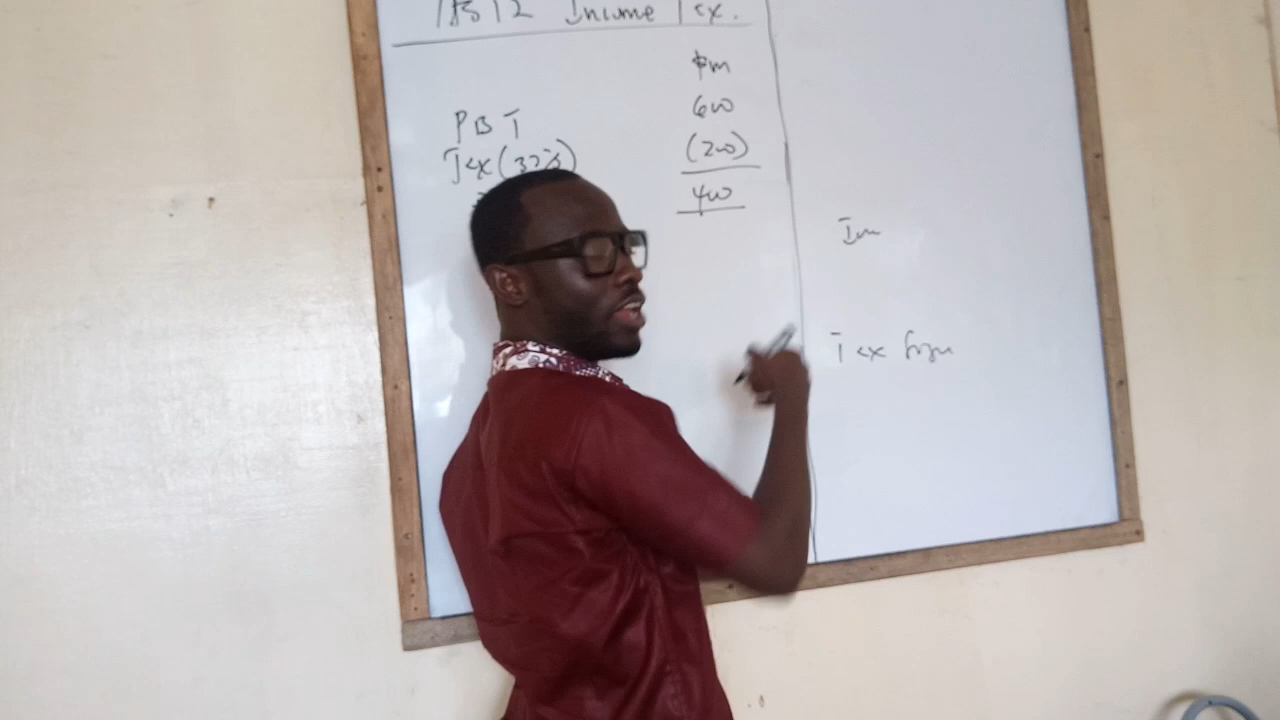 IAS 12 Income Tax.
$m
PBT 600
Tax (33%) (200)
400
Tax